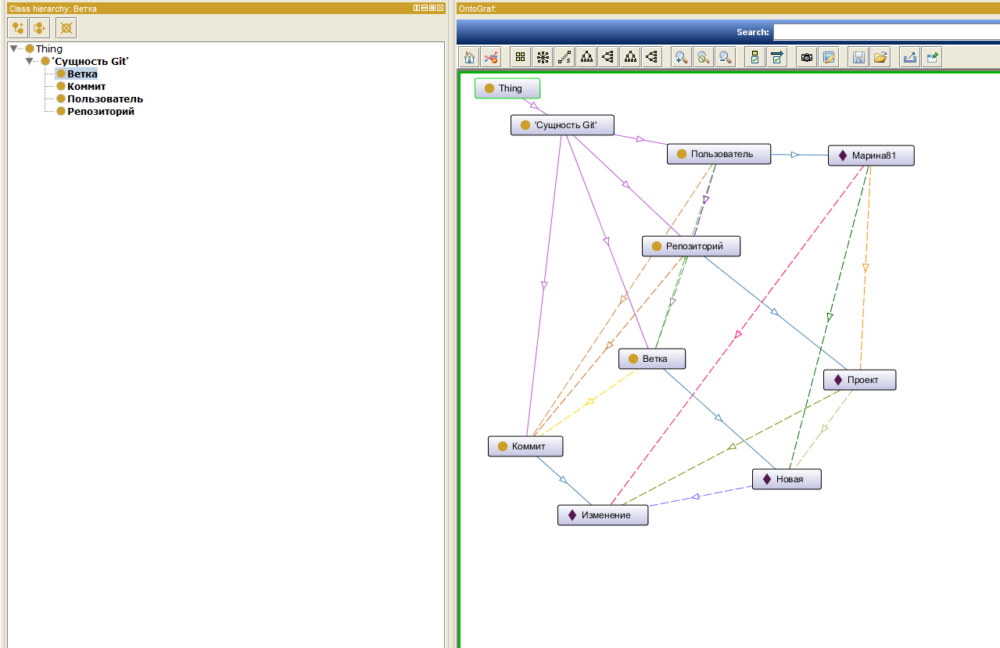 Class hierarchy: Ветка
Thing
'Сущность Git'
Ветка
Коммит
Пользователь
Репозиторий
OntoGraf:
Search:
Thing
'Сущность Git'
Пользователь
Марина81
Репозиторий
Ветка
Проект
Коммит
Новая
Изменение